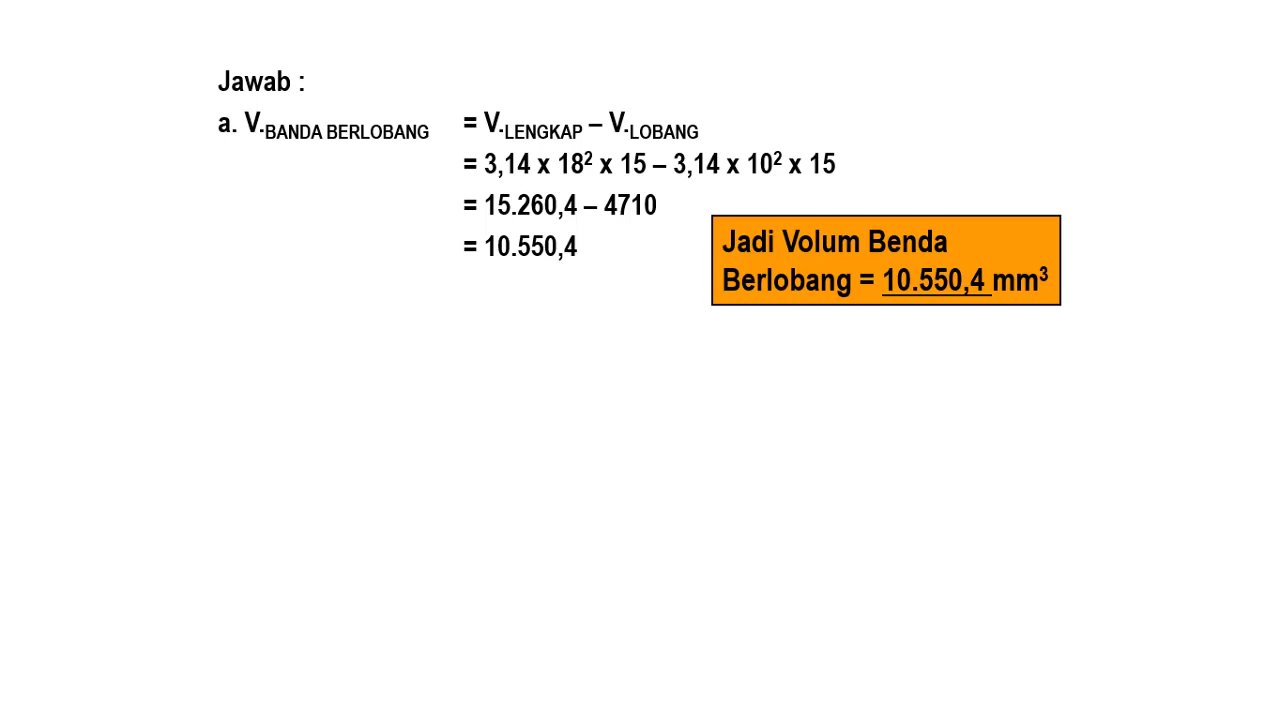 Jawab :
a. V.BANDA BERLOBANG = V.LENGKAP – V.LOBANG
= 3,14 x 18² x 15 – 3,14 x 10² x 15
= 15.260,4 – 4710
= 10.550,4
Jadi Volum Benda
Berlobang = 10.550,4 mm³